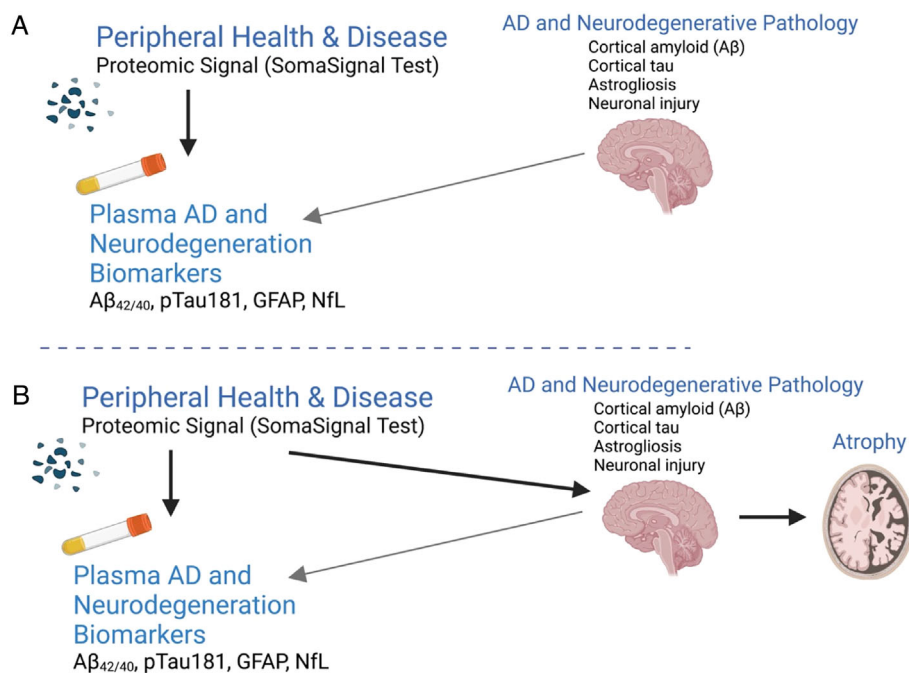 A
Peripheral Health & Disease
Proteomic Signal (SomaSignal Test)
AD and Neurodegenerative Pathology
Cortical amyloid (Aβ)
Cortical tau
Astrogliosis
Neuronal injury
Plasma AD and
Neurodegeneration
Biomarkers
Aβ42/40, pTau181, GFAP, NfL
B
Peripheral Health & Disease
Proteomic Signal (SomaSignal Test)
AD and Neurodegenerative Pathology
Cortical amyloid (Aβ)
Cortical tau
Astrogliosis
Neuronal injury
Atrophy
Plasma AD and
Neurodegeneration
Biomarkers
Aβ42/40, pTau181, GFAP, NfL